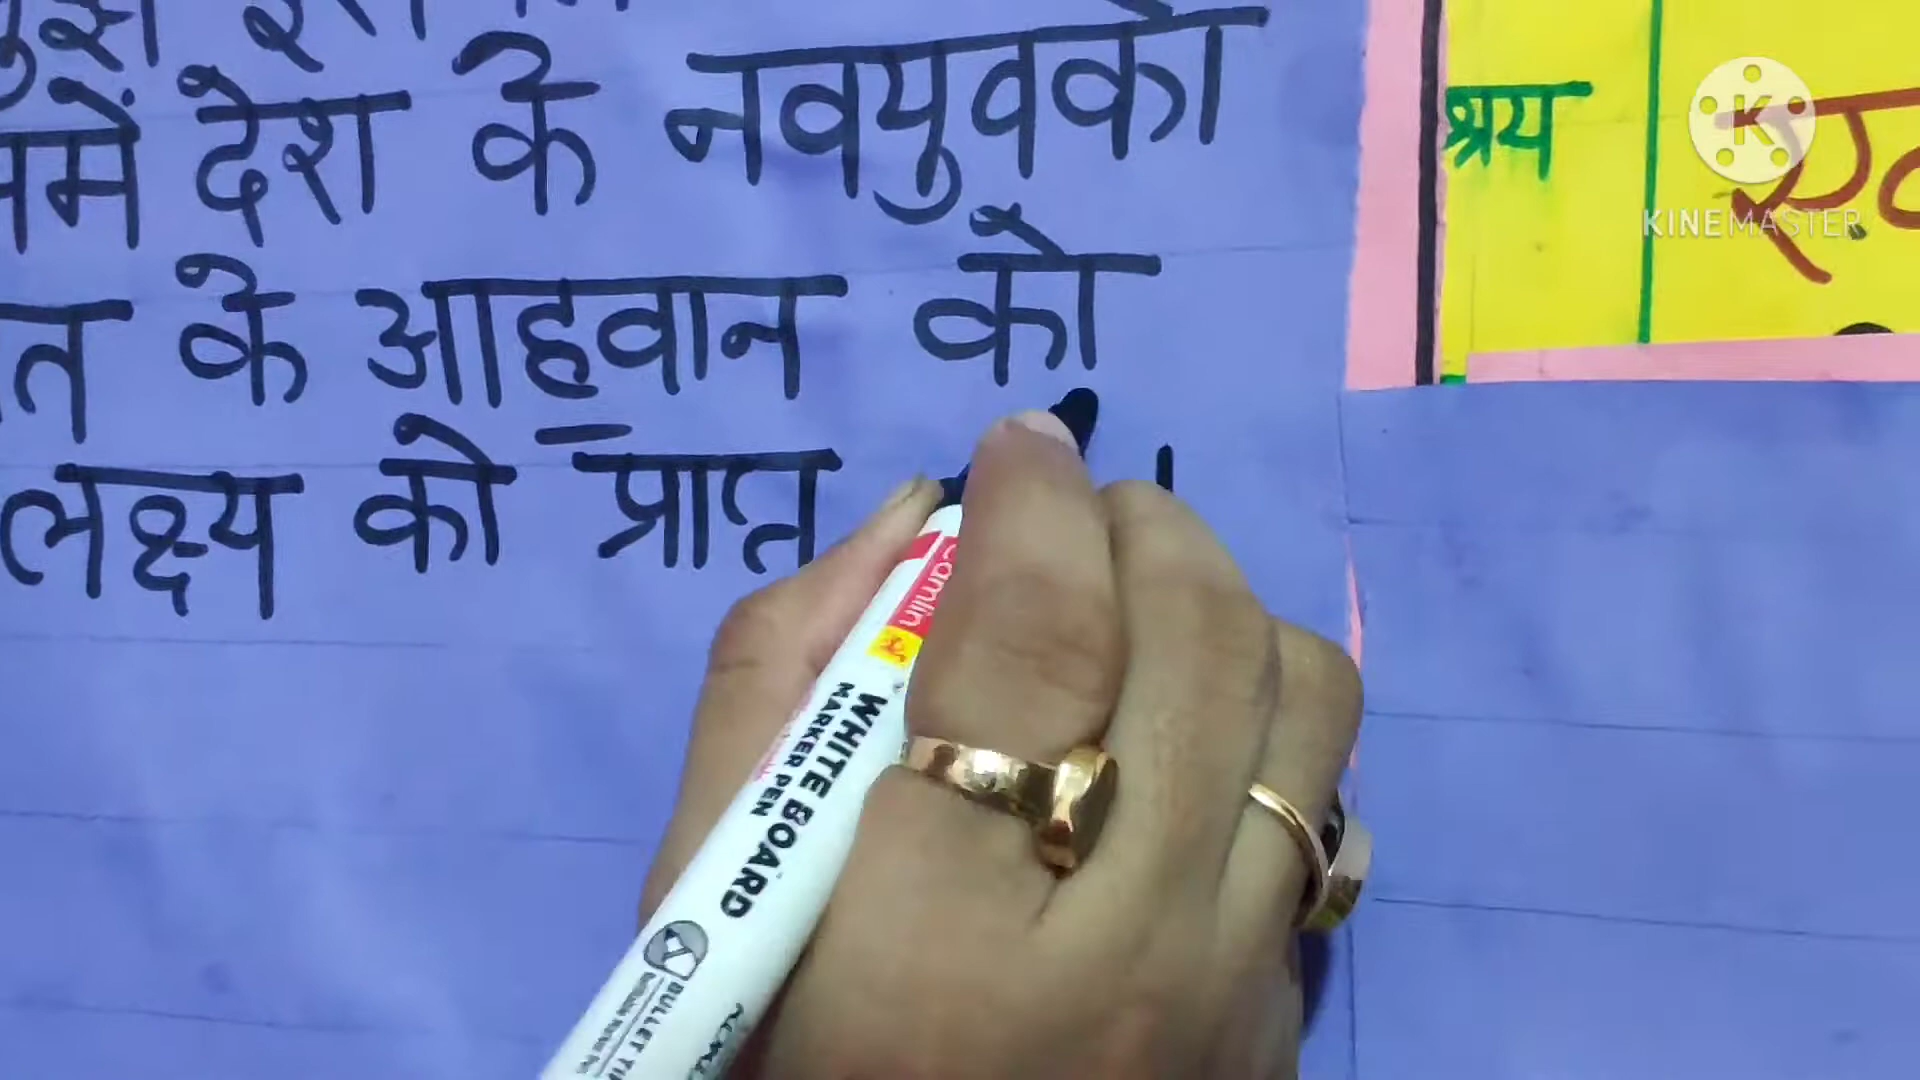 में देश के नवयुवको
त के आहवान को
लक्ष्य को प्राप्त
श्रय
KINEMASTER
Camlin
WHITE BOARD
MARKER PEN
BULLET TIP